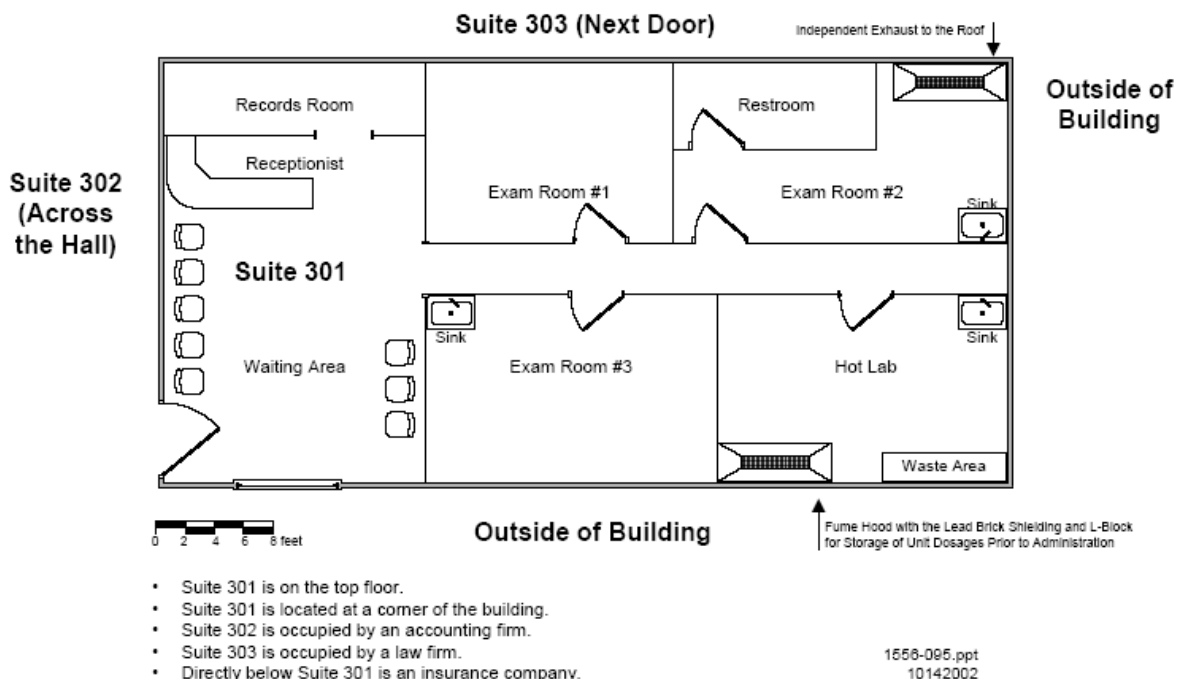 Suite 303 (Next Door)
Independent Exhaust to the Roof
Outside of
Building
Records Room
Restroom
Receptionist
Suite 302
(Across
the Hall)
Exam Room #1
Exam Room #2
Sink
Suite 301
Sink
Sink
Waiting Area
Exam Room #3
Hot Lab
Waste Area
0 2 4 6 8 feet
Outside of Building
Fume Hood with the Lead Brick Shielding and L-Block
for Storage of Unit Dosages Prior to Administration
• Suite 301 is on the top floor.
• Suite 301 is located at a corner of the building.
• Suite 302 is occupied by an accounting firm.
• Suite 303 is occupied by a law firm.
• Directly below Suite 301 is an insurance company.
1556-095.ppt
10142002